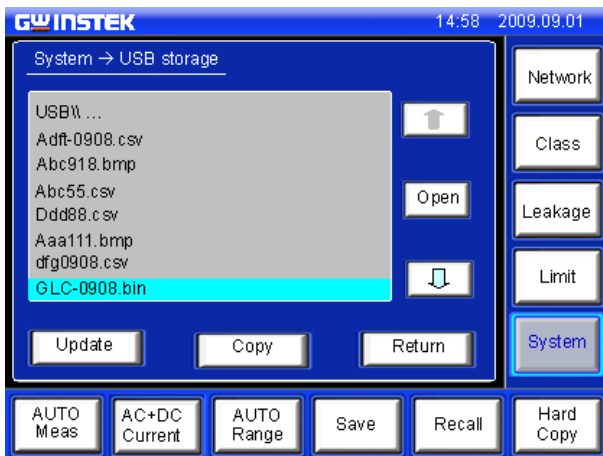 GWINSTEK 14:58 2009.09.01
System → USB storage
USB\\ ...
Adft-0908.csv
Abc918.bmp
Abc55.csv
Ddd88.csv
Aaa111.bmp
dfg0908.csv
GLC-0908.bin
Open
Update
Copy
Return
Network
Class
Leakage
Limit
System
AUTO
Meas
AC+DC
Current
AUTO
Range
Save
Recall
Hard
Copy